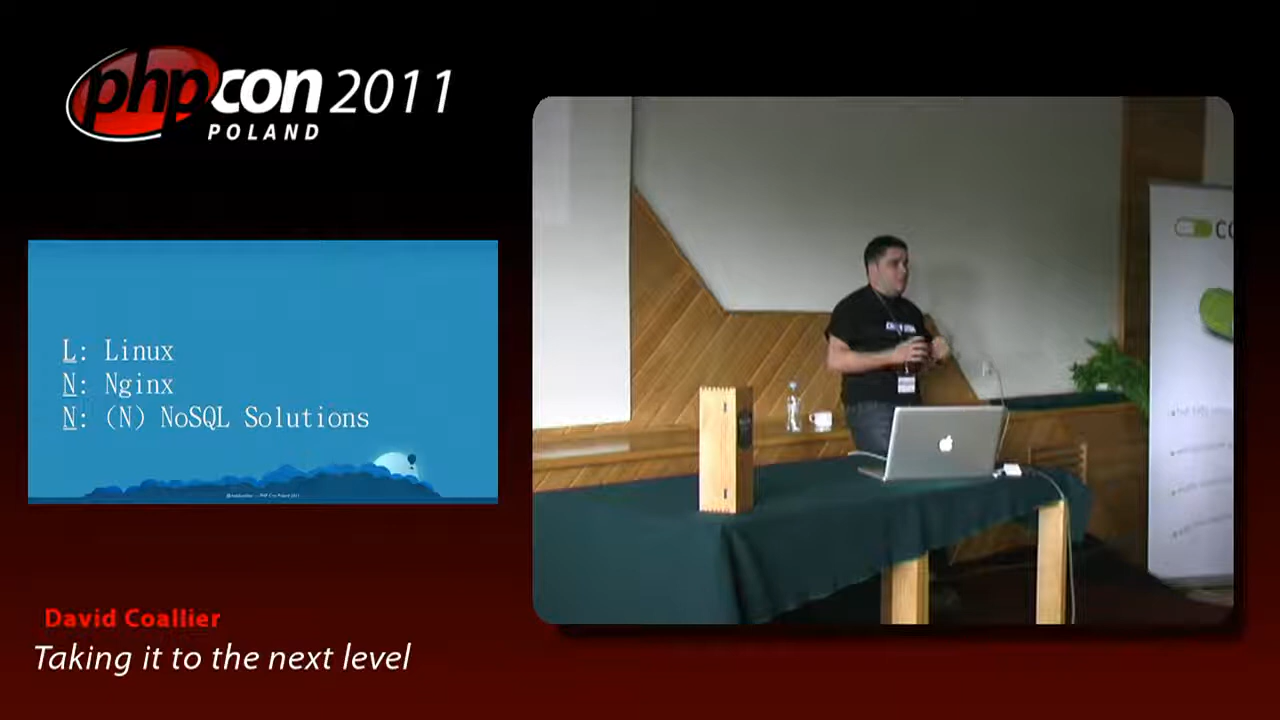 phpcon 2011
POLAND
L: Linux
N: Nginx
N: (N) NoSQL Solutions
David Coallier
Taking it to the next level